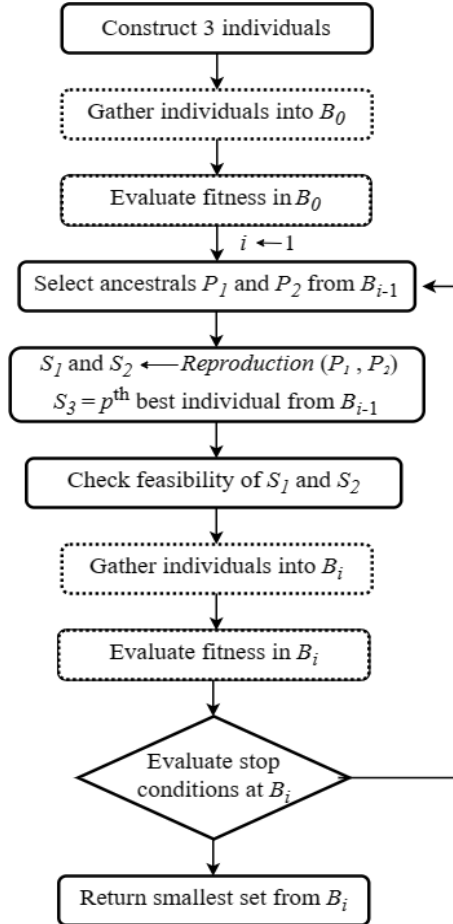 Construct 3 individuals
Gather individuals into B0
Evaluate fitness in B0
i ← 1
Select ancestrals P1 and P2 from Bi-1
S1 and S2 ← Reproduction (P1 , P2)
S3 = pth best individual from Bi-1
Check feasibility of S1 and S2
Gather individuals into Bi
Evaluate fitness in Bi
Evaluate stop
conditions at Bi
Return smallest set from Bi